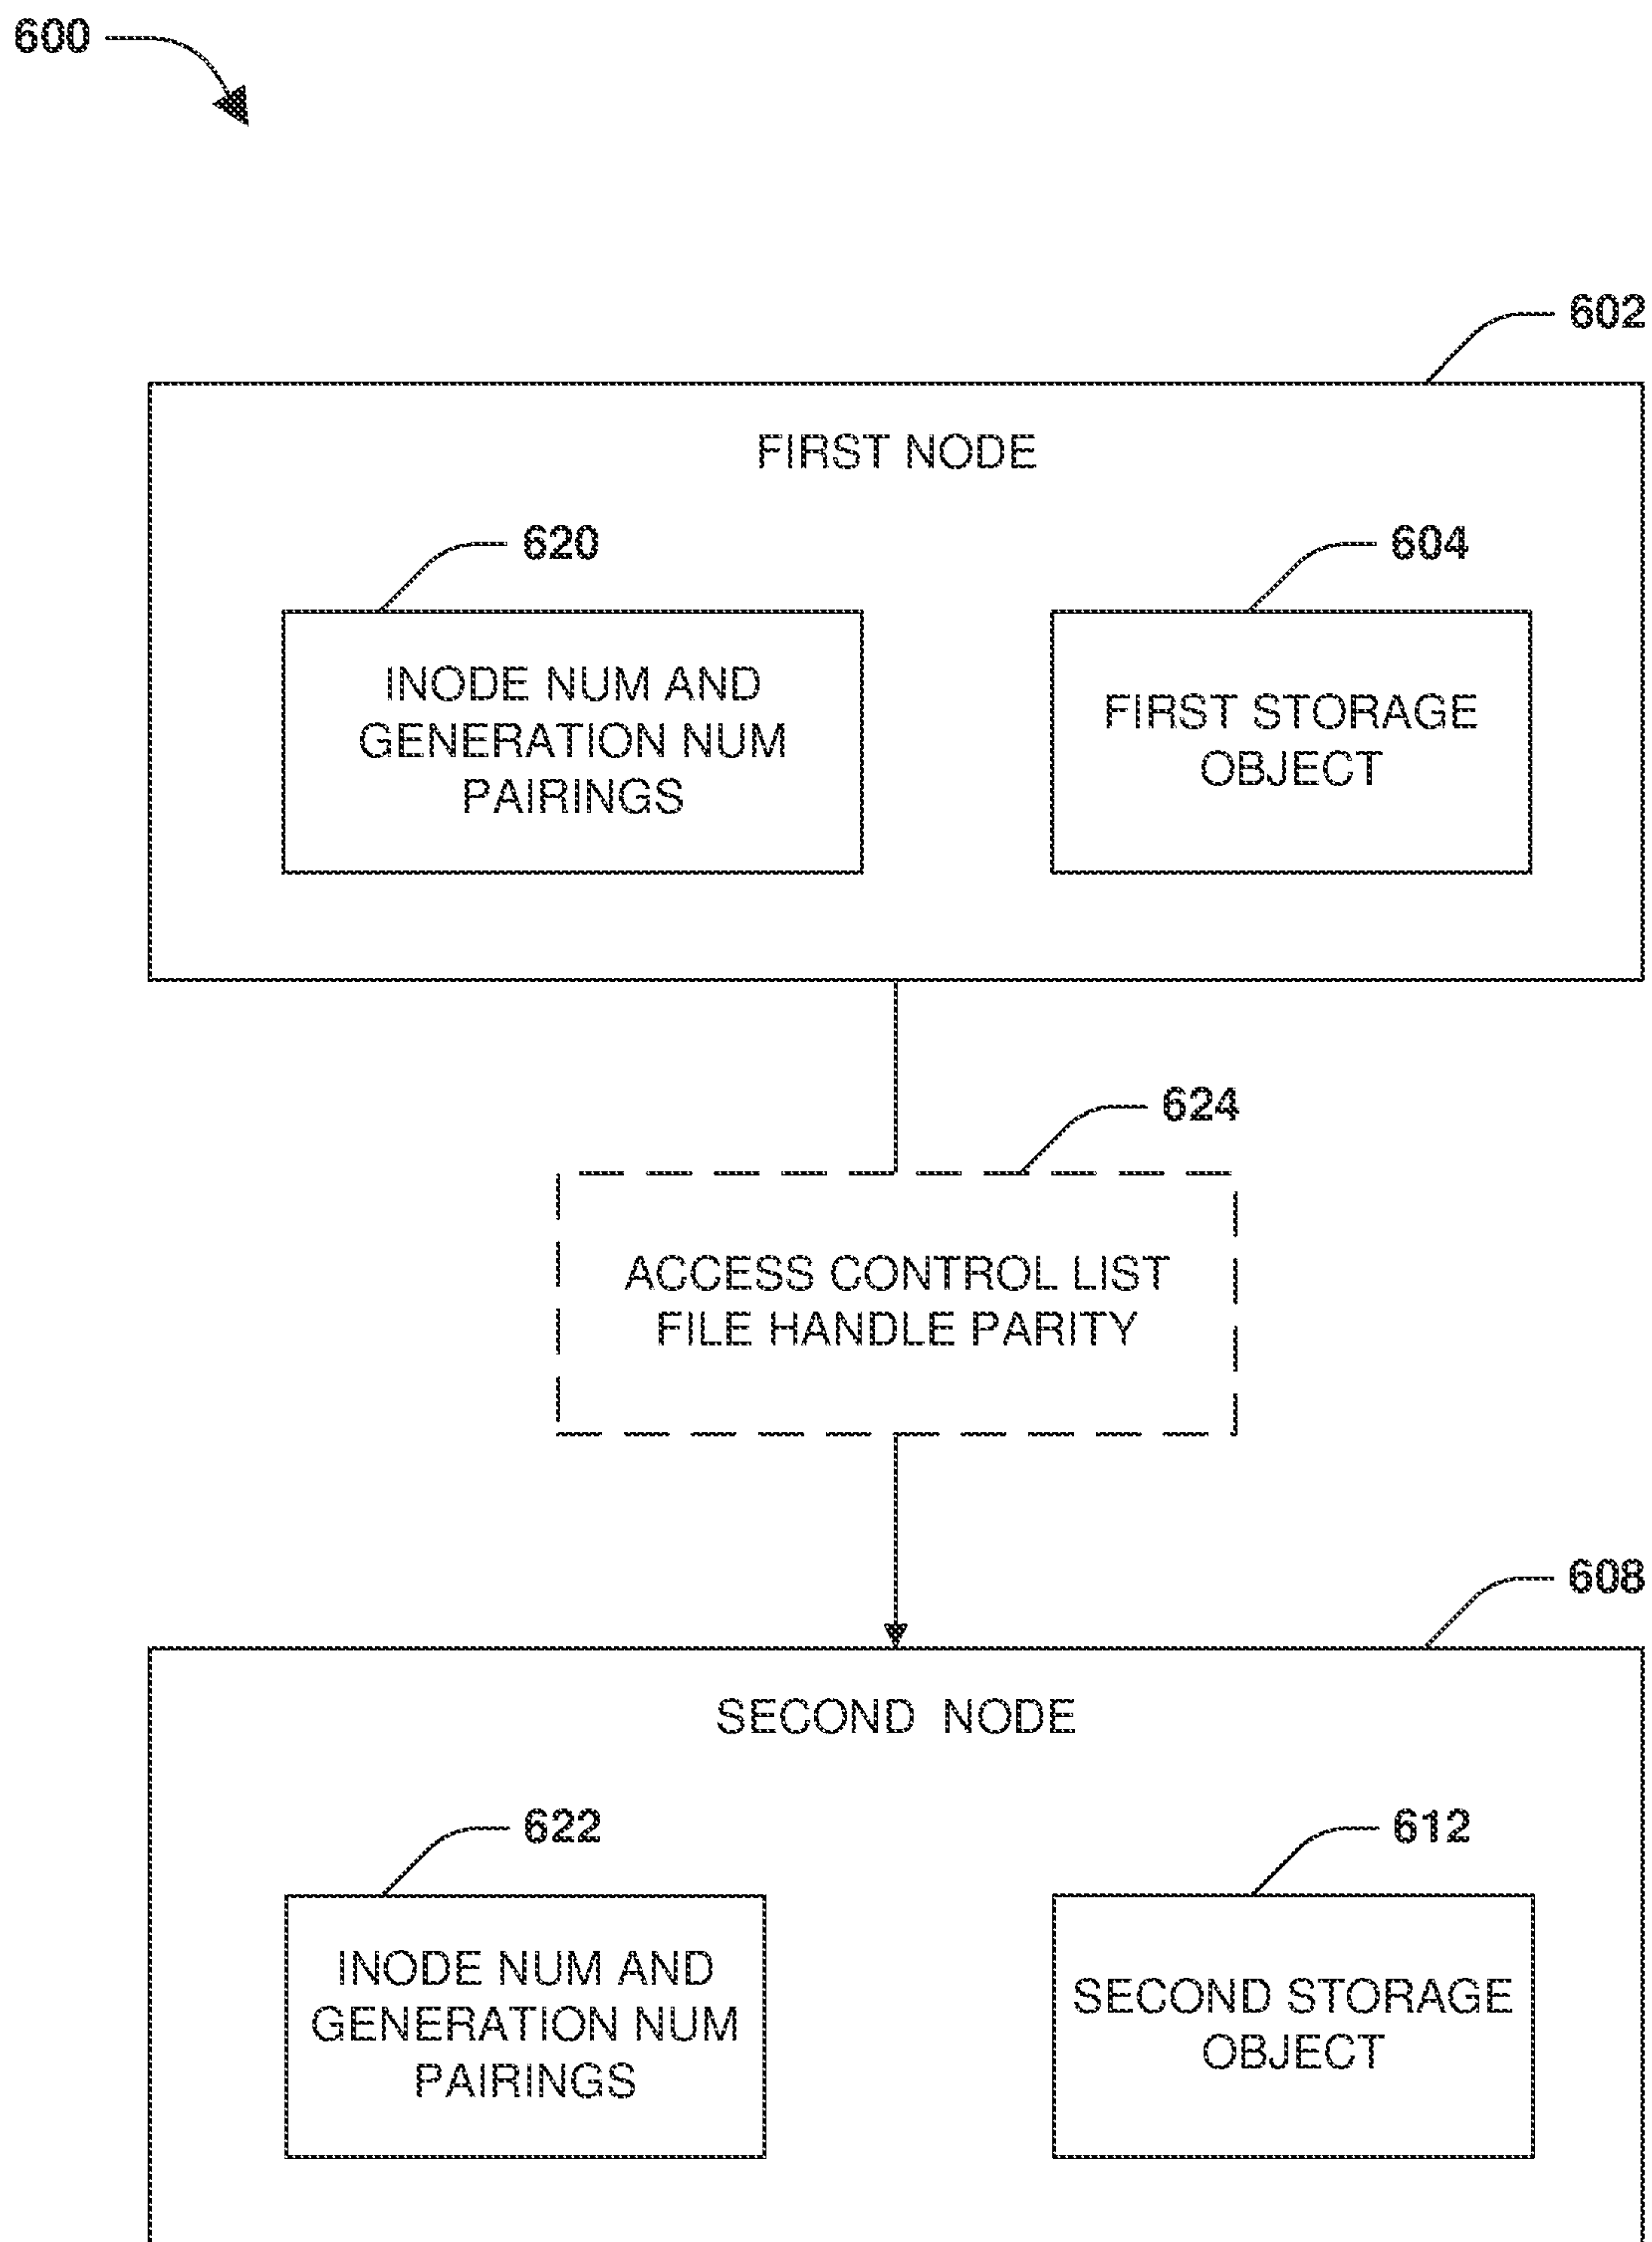 600
602
FIRST NODE
620
604
INODE NUM AND
GENERATION NUM
PAIRINGS
FIRST STORAGE
OBJECT
624
ACCESS CONTROL LIST
FILE HANDLE PARITY
608
SECOND NODE
622
612
INODE NUM AND
GENERATION NUM
PAIRINGS
SECOND STORAGE
OBJECT